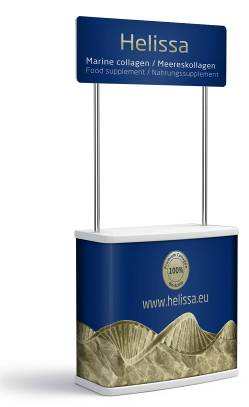 Helissa
Marine collagen / Meereskollagen
Food supplement / Nahrungssupplement
100%
www.helissa.eu